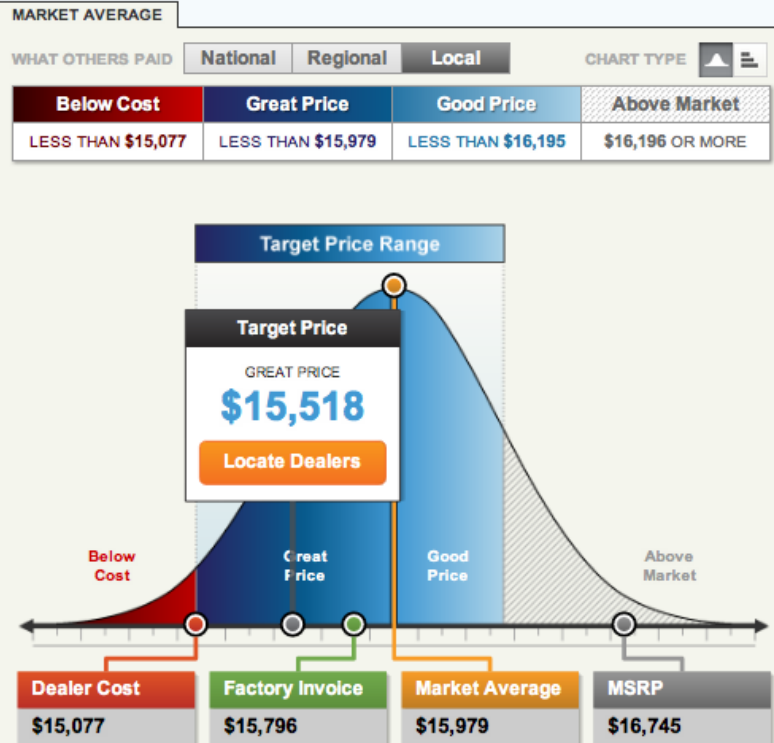 MARKET AVERAGE
WHAT OTHERS PAID National Regional Local CHART TYPE
Below Cost Great Price Good Price Above Market
LESS THAN $15,077 LESS THAN $15,979 LESS THAN $16,195 $16,196 OR MORE
Target Price Range
Target Price
GREAT PRICE
$15,518
Locate Dealers
Below Great Good Above
Cost Price Price Market
Dealer Cost Factory Invoice Market Average MSRP
$15,077 $15,796 $15,979 $16,745